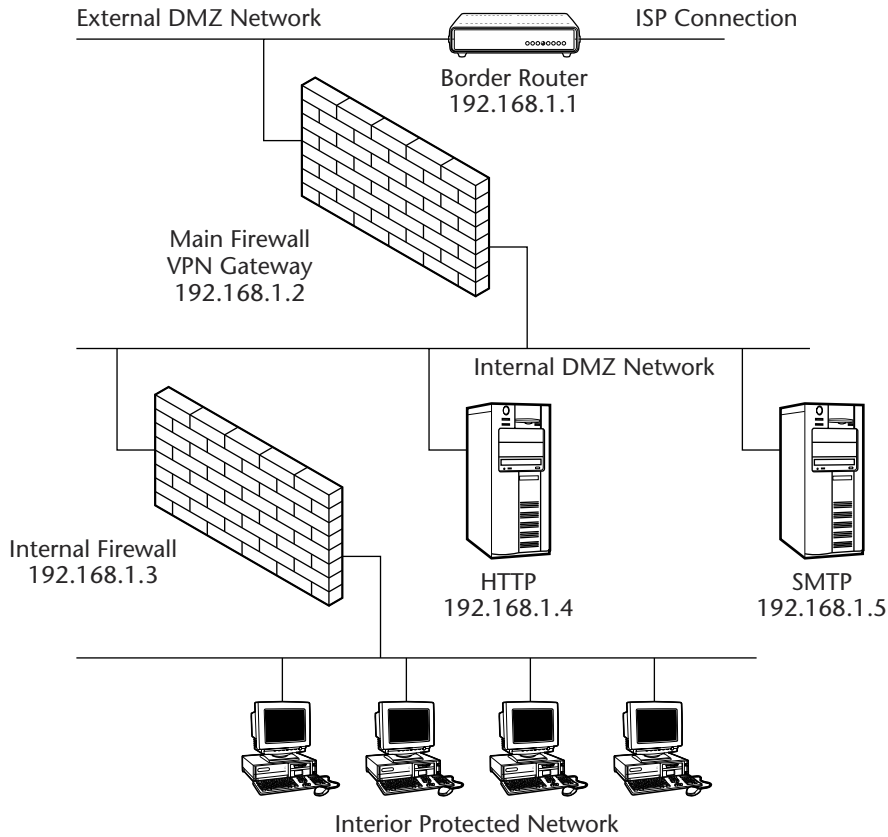 External DMZ Network
ISP Connection
Border Router
192.168.1.1
Main Firewall
VPN Gateway
192.168.1.2
Internal DMZ Network
Internal Firewall
192.168.1.3
HTTP
192.168.1.4
SMTP
192.168.1.5
Interior Protected Network